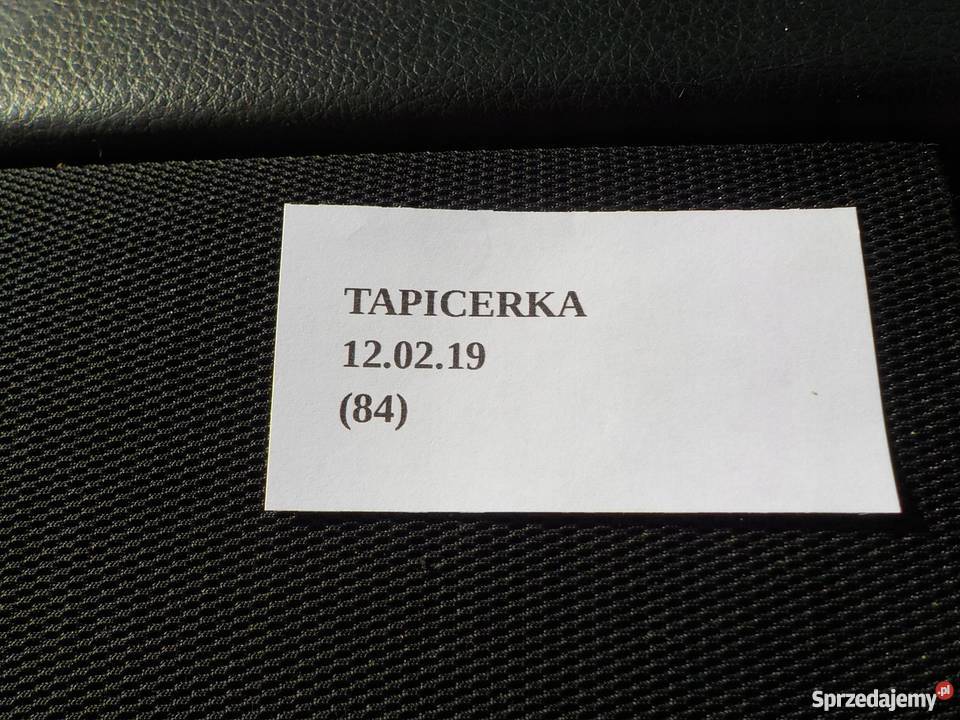 TAPICERKA
12.02.19
(84)
Sprzedajemy.pl